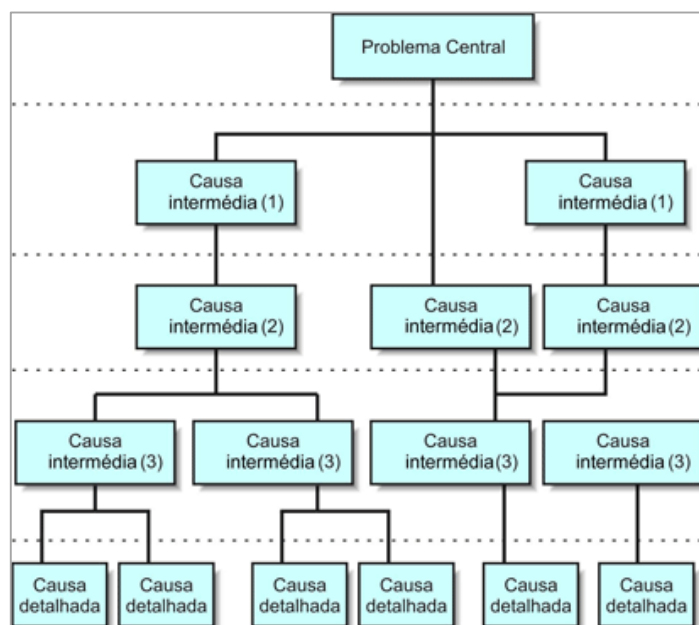 Problema Central
Causa
intermédia (1)
Causa
intermédia (1)
Causa
intermédia (2)
Causa
intermédia (2)
Causa
intermédia (2)
Causa
intermédia (3)
Causa
intermédia (3)
Causa
intermédia (3)
Causa
intermédia (3)
Causa
detalhada
Causa
detalhada
Causa
detalhada
Causa
detalhada
Causa
detalhada
Causa
detalhada